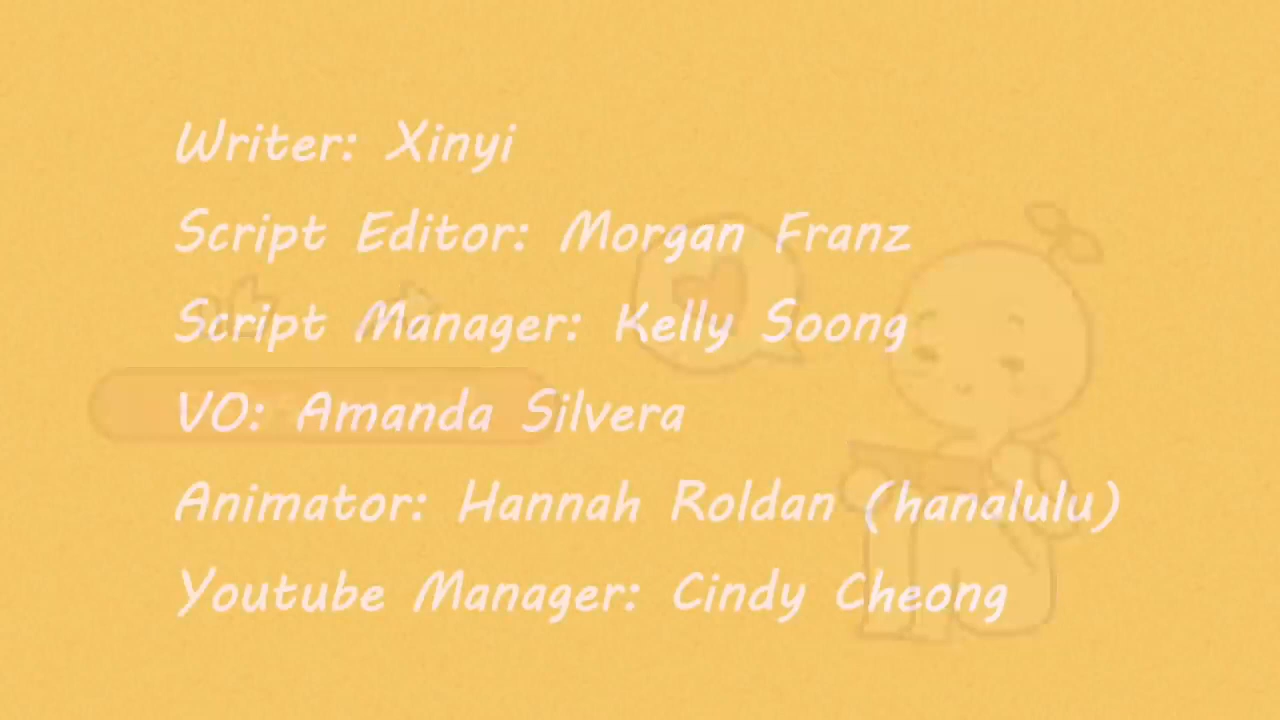 Writer: Xinyi
Script Editor: Morgan Franz
Script Manager: Kelly Soong
VO: Amanda Silvera
Animator: Hannah Roldan (hanalulu)
Youtube Manager: Cindy Cheong